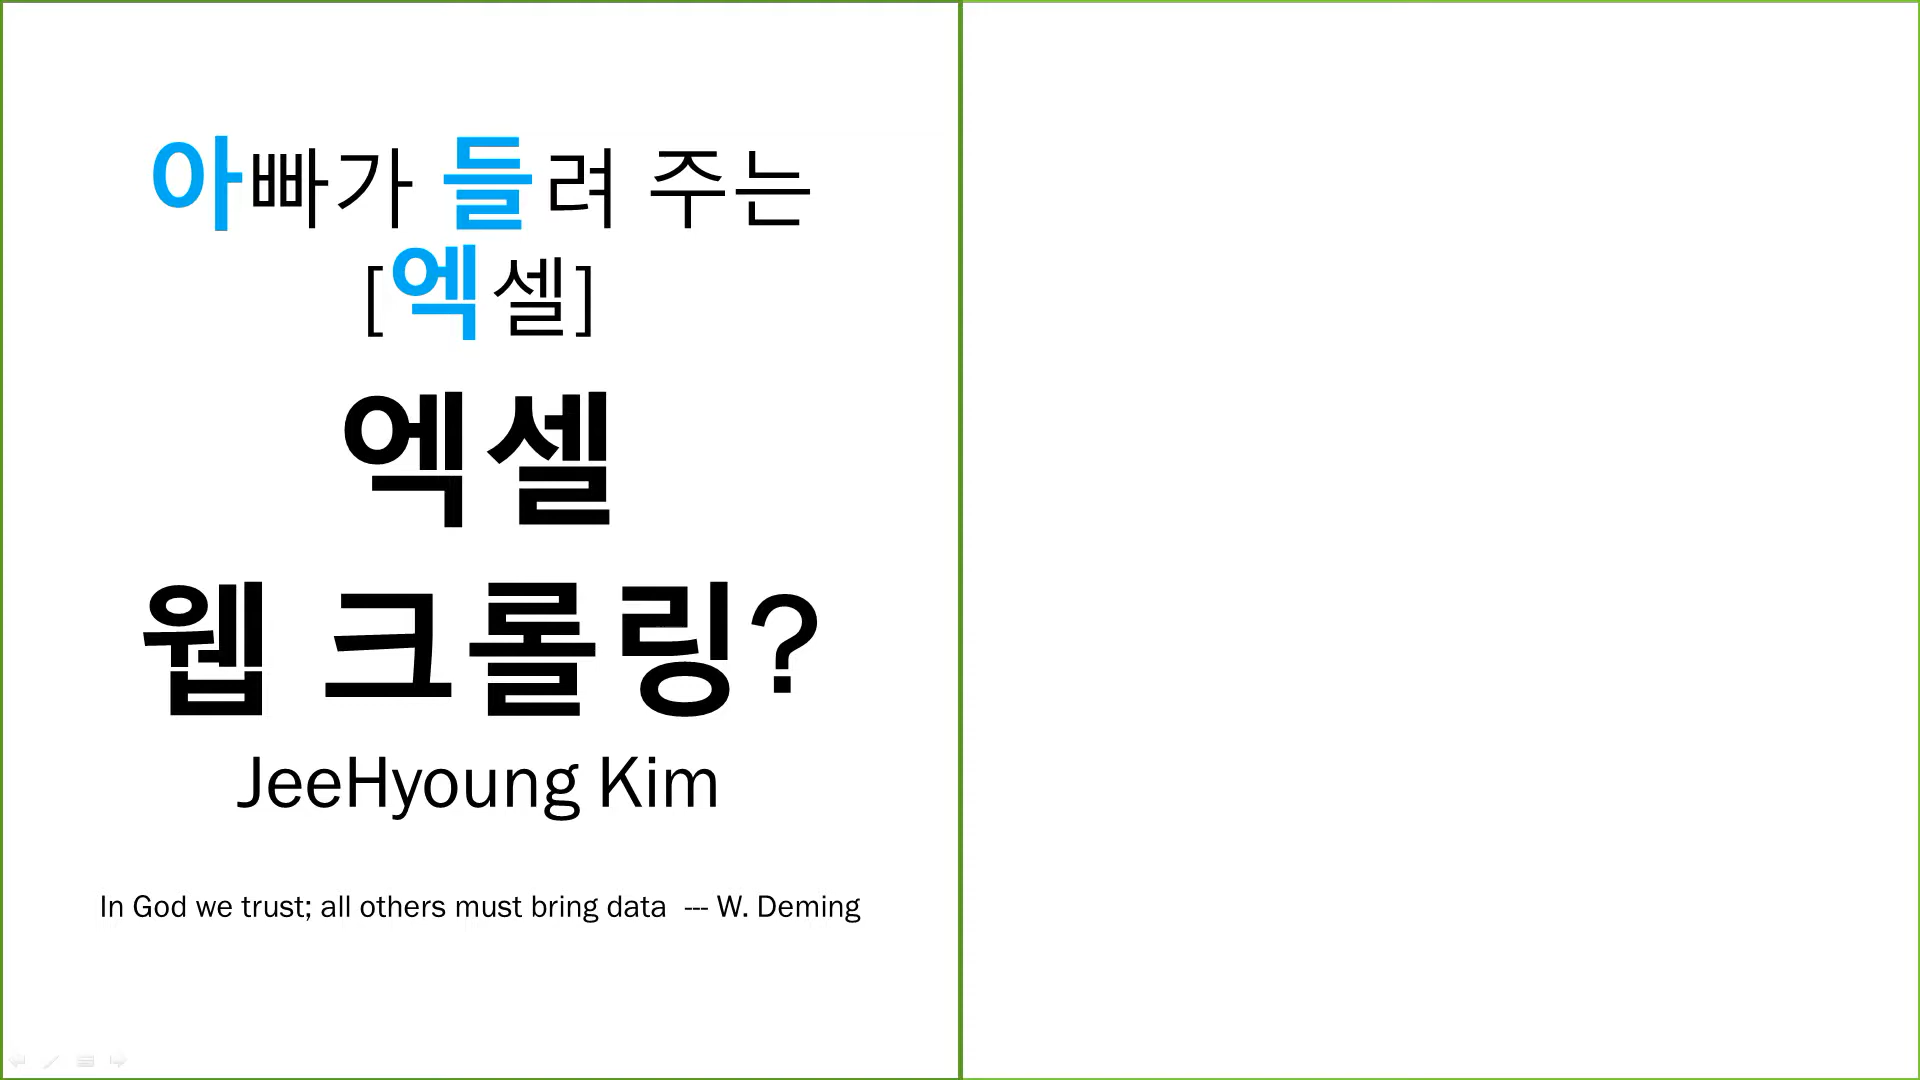 아빠가 들려 주는
[엑셀]
엑셀
웹 크롤링?
JeeHyoung Kim
In God we trust; all others must bring data  --- W. Deming